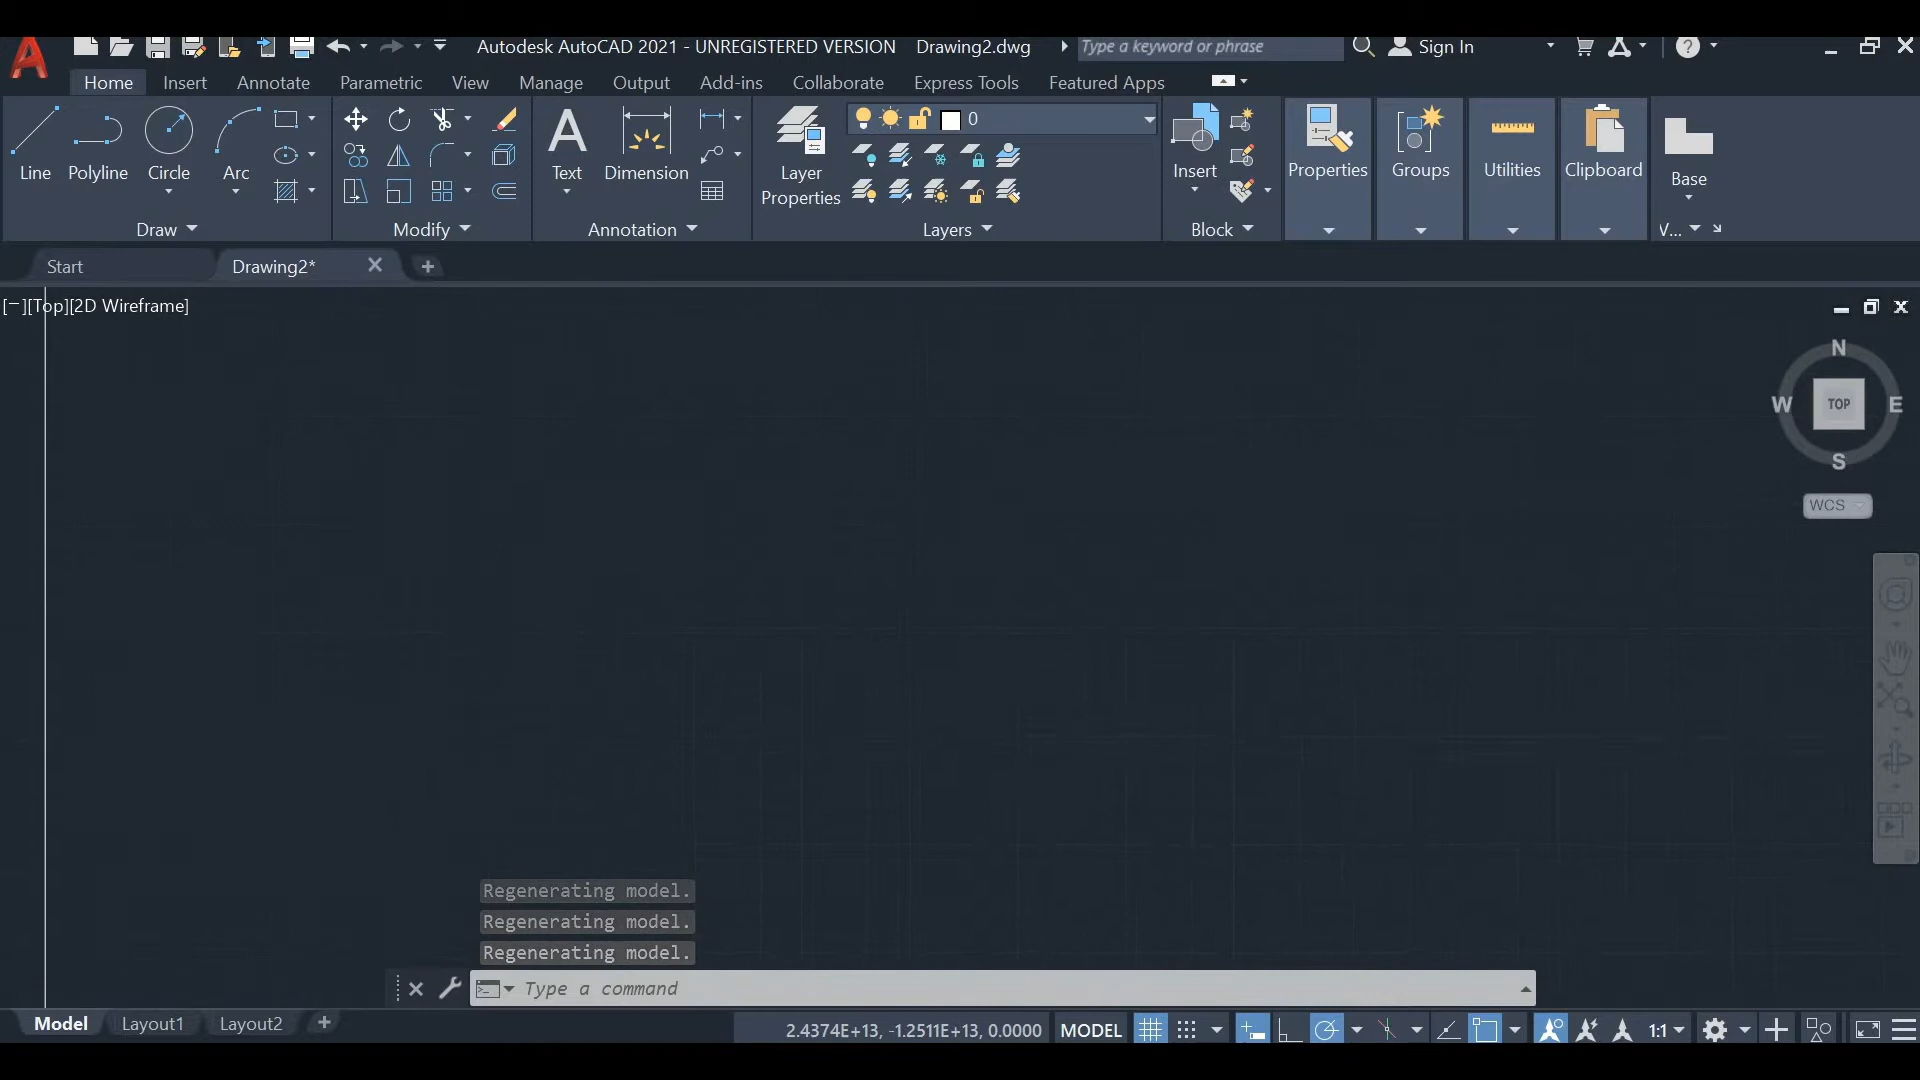 Autodesk AutoCAD 2021 - UNREGISTERED VERSION Drawing2.dwg Type a keyword or phrase Sign In
Home Insert Annotate Parametric View Manage Output Add-ins Collaborate Express Tools Featured Apps
0
Line Polyline Circle Arc Text Dimension Layer Properties Insert Properties Groups Utilities Clipboard Base
Draw Modify Annotation Layers Block V...
Start Drawing2*
[−][Top][2D Wireframe]
N
W TOP E
S
WCS
Regenerating model.
Regenerating model.
Regenerating model.
Type a command
Model Layout1 Layout2
2.4374E+13, -1.2511E+13, 0.0000 MODEL 1:1